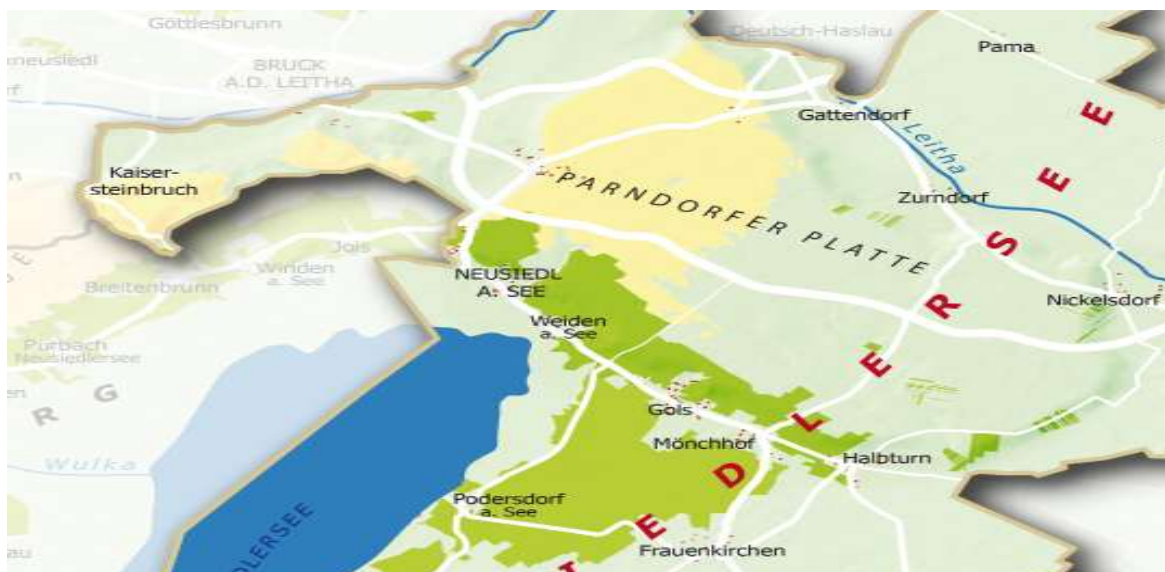 Göttlesbrunn
Deutsch-Haslau
Pama
BRUCK
A.D. LEITHA
Gattendorf
Leitha
Kaiser-
steinbruch
Zurndorf
PARNDORFER PLATTE
Jois
Winden
a. See
Breitenbrunn
NEUSIEDL
A. SEE
Nickelsdorf
Weiden
a. See
Purbach
Neusiedlersee
R G
Gols
Mönchhof
Halbturn
Wulka
Podersdorf
a. See
Frauenkirchen
E D L E R S E E